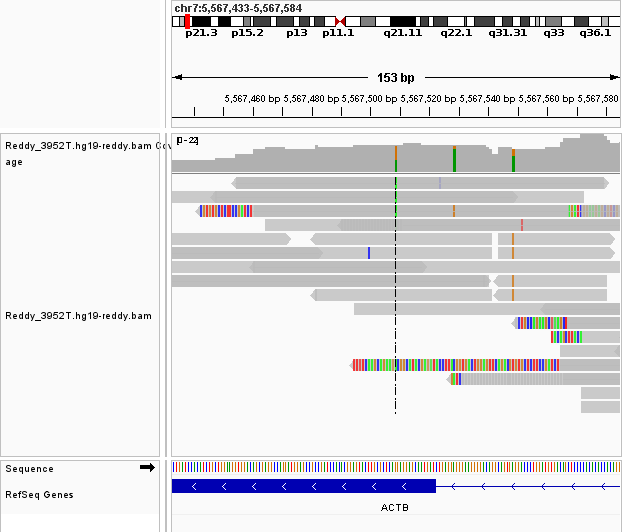 chr7:5,567,433-5,567,584
p21.3 p15.2 p13 p11.1 q21.11 q22.1 q31.31 q33 q36.1
153 bp
5,567,460 bp 5,567,480 bp 5,567,500 bp 5,567,520 bp 5,567,540 bp 5,567,560 bp 5,567,580
[0 - 22]
Reddy_3952T.hg19-reddy.bam Cov
age
Reddy_3952T.hg19-reddy.bam
Sequence
RefSeq Genes
ACTB